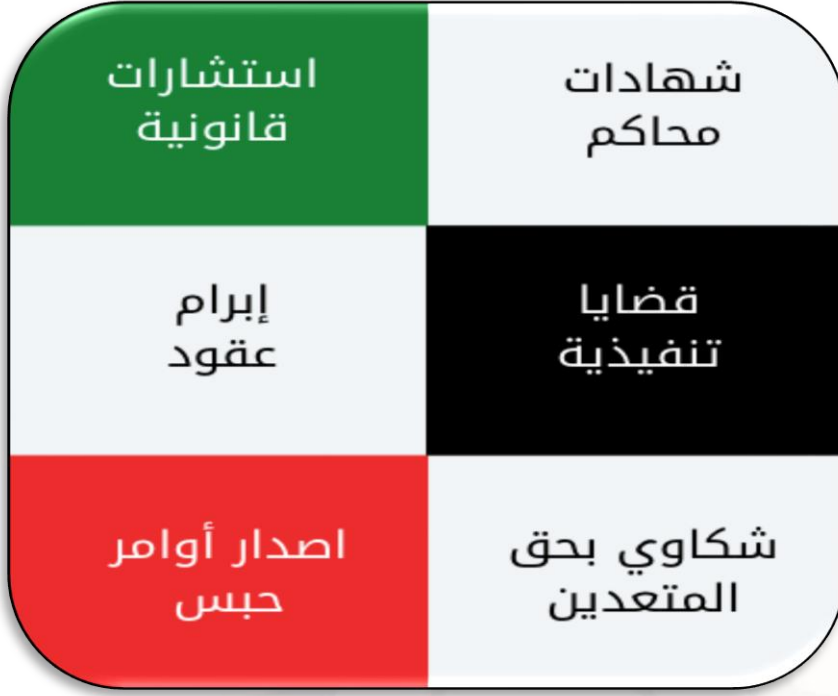 شهادات
محاكم
استشارات
قانونية
قضايا
تنفيذية
إبرام
عقود
شكاوي بحق
المتعدين
اصدار أوامر
حبس